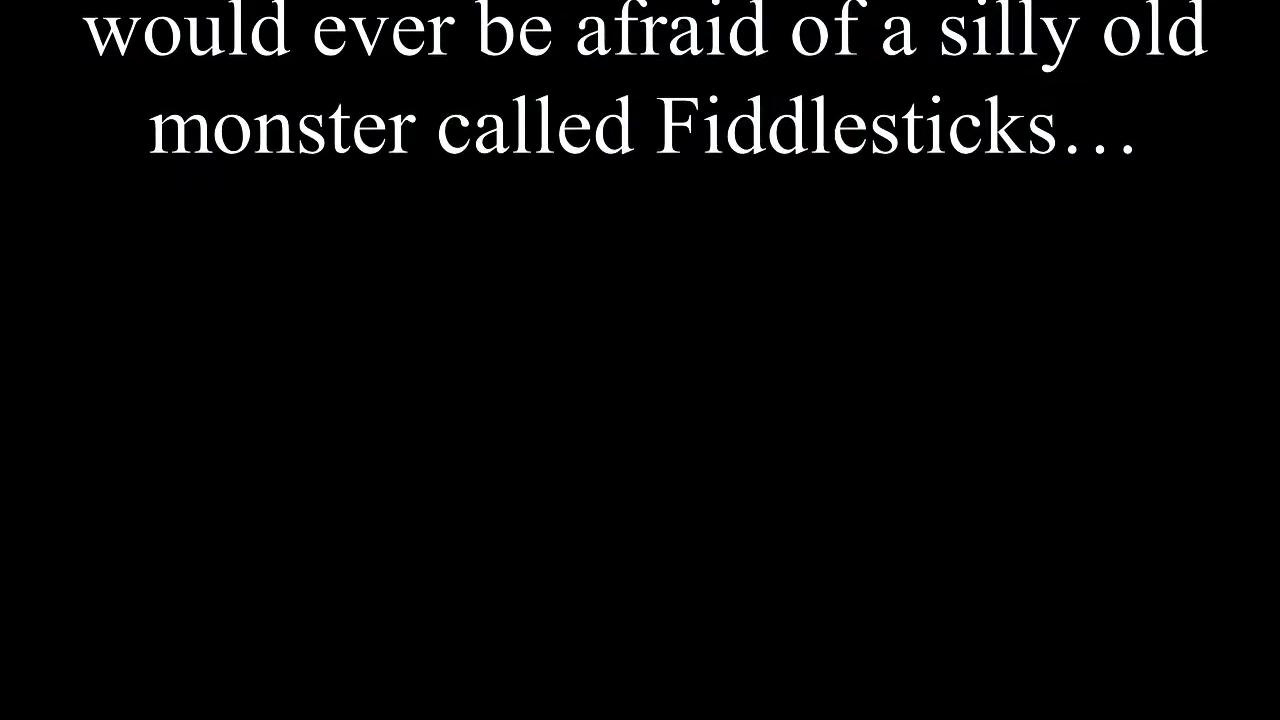 would ever be afraid of a silly old
monster called Fiddlesticks…